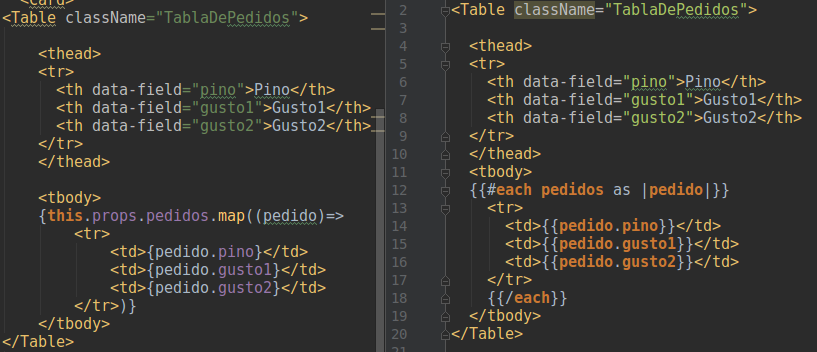 <Card>
<Table className="TablaDePedidos">
<thead>
<tr>
<th data-field="pino">Pino</th>
<th data-field="gusto1">Gusto1</th>
<th data-field="gusto2">Gusto2</th>
</tr>
</thead>
<tbody>
{this.props.pedidos.map((pedido)=>
<tr>
<td>{pedido.pino}</td>
<td>{pedido.gusto1}</td>
<td>{pedido.gusto2}</td>
</tr>)}
</tbody>
</Table>
2 <Table className="TablaDePedidos">
3
4 <thead>
5 <tr>
6 <th data-field="pino">Pino</th>
7 <th data-field="gusto1">Gusto1</th>
8 <th data-field="gusto2">Gusto2</th>
9 </tr>
10 </thead>
11 <tbody>
12 {{#each pedidos as |pedido|}}
13 <tr>
14 <td>{{pedido.pino}}</td>
15 <td>{{pedido.gusto1}}</td>
16 <td>{{pedido.gusto2}}</td>
17 </tr>
18 {{/each}}
19 </tbody>
20 </Table>
21